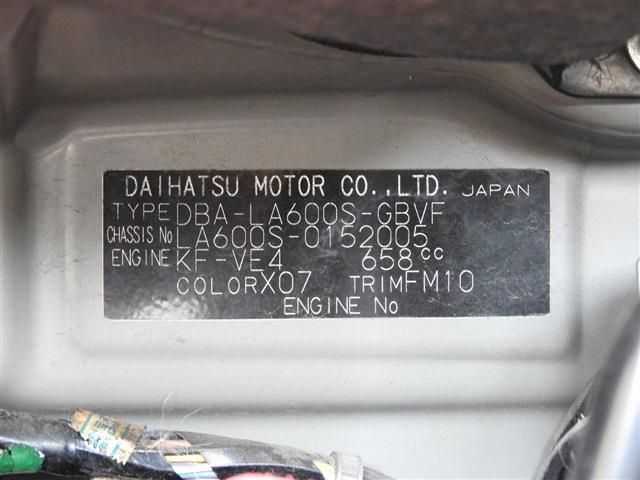 DAIHATSU MOTOR CO.,LTD. JAPAN
TYPE DBA-LA600S-GBVF
CHASSIS No LA600S-0152005
ENGINE KF-VE4 658cc
COLOR X07 TRIM FM10
ENGINE No